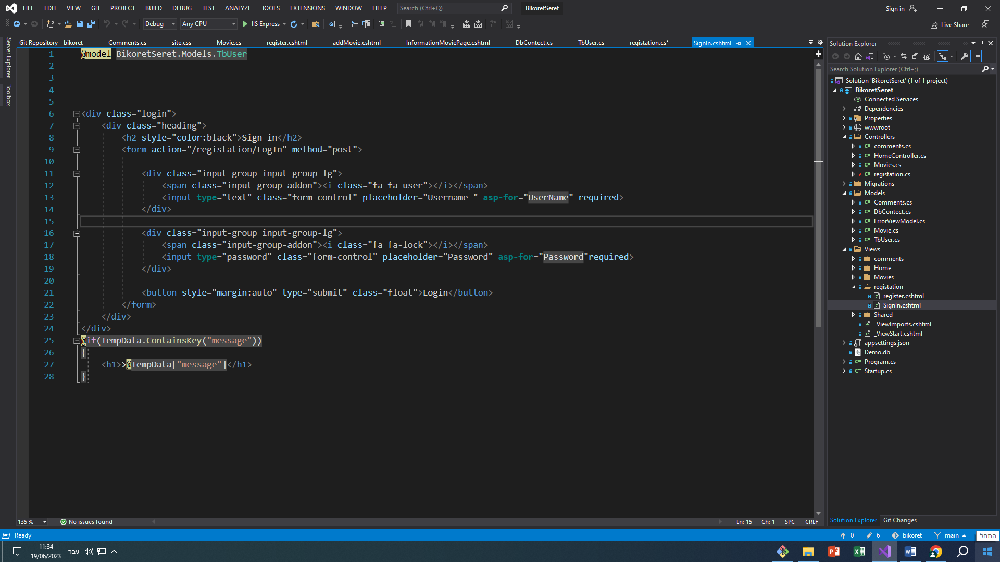 FILE EDIT VIEW GIT PROJECT BUILD DEBUG TEST ANALYZE TOOLS EXTENSIONS WINDOW HELP Search (Ctrl+Q) BikoretSeret Sign in
Debug Any CPU IIS Express Live Share
Server Explorer
Toolbox
Git Repository - bikoret Comments.cs site.css Movie.cs register.cshtml addMovie.cshtml InformationMoviePage.cshtml DbContect.cs TbUser.cs registation.cs* SignIn.cshtml
1 @model BikoretSeret.Models.TbUser
2
3
4
5
6 <div class="login">
7 <div class="heading">
8 <h2 style="color:black">Sign in</h2>
9 <form action="/registation/LogIn" method="post">
10
11 <div class="input-group input-group-lg">
12 <span class="input-group-addon"><i class="fa fa-user"></i></span>
13 <input type="text" class="form-control" placeholder="Username " asp-for="UserName" required>
14 </div>
15
16 <div class="input-group input-group-lg">
17 <span class="input-group-addon"><i class="fa fa-lock"></i></span>
18 <input type="password" class="form-control" placeholder="Password" asp-for="Password"required>
19 </div>
20
21 <button style="margin:auto" type="submit" class="float">Login</button>
22 </form>
23 </div>
24 </div>
25 @if(TempData.ContainsKey("message"))
26 {
27 <h1>>@TempData["message"]</h1>
28 }
135 % No issues found Ln: 15 Ch: 1 SPC CRLF
Solution Explorer
Search Solution Explorer (Ctrl+;)
Solution 'BikoretSeret' (1 of 1 project)
BikoretSeret
Connected Services
Dependencies
Properties
wwwroot
Controllers
C# comments.cs
C# HomeController.cs
C# Movies.cs
C# registation.cs
Migrations
Models
C# Comments.cs
C# DbContect.cs
C# ErrorViewModel.cs
C# Movie.cs
C# TbUser.cs
Views
comments
Home
Movies
registation
register.cshtml
SignIn.cshtml
Shared
_ViewImports.cshtml
_ViewStart.cshtml
appsettings.json
Demo.db
C# Program.cs
C# Startup.cs
Solution Explorer Git Changes
Ready 0 6 bikoret main התחל
11:34
19/06/2023
עבר